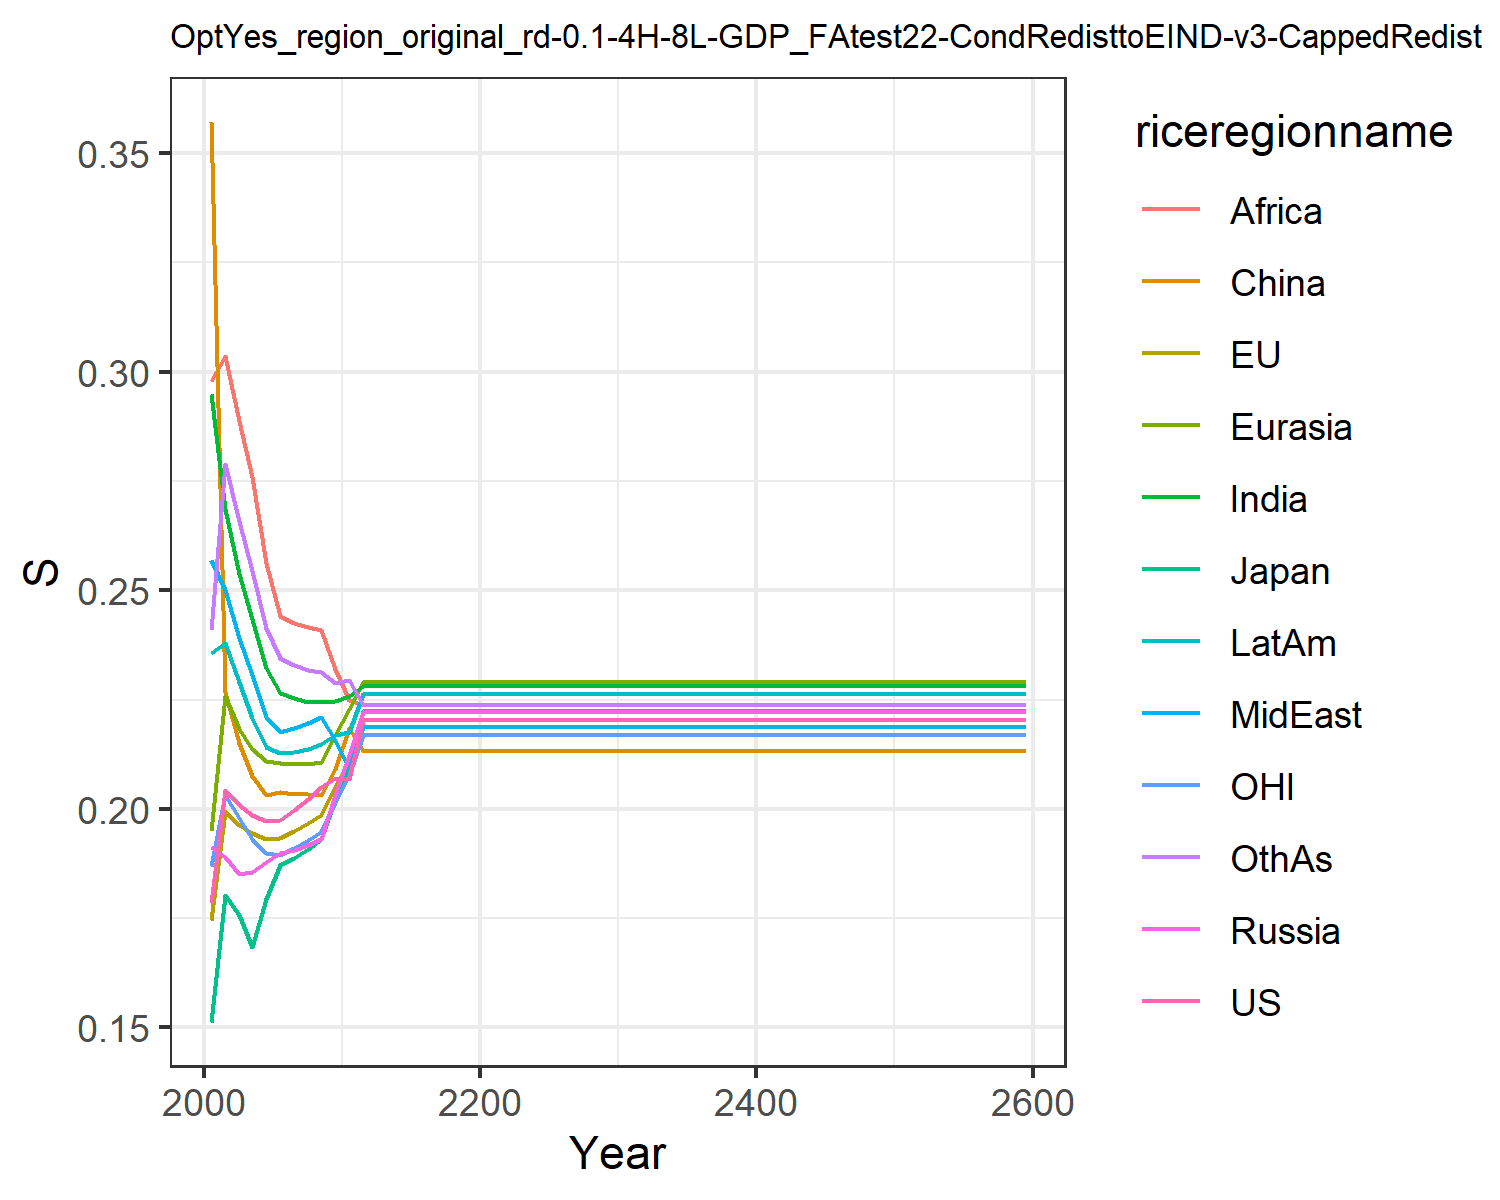 OptYes_region_original_rd-0.1-4H-8L-GDP_FAtest22-CondRedisttoEIND-v3-CappedRedist
riceregionname
Africa
China
EU
Eurasia
India
Japan
LatAm
MidEast
OHI
OthAs
Russia
US
S
0.35
0.30
0.25
0.20
0.15
2000
2200
2400
2600
Year